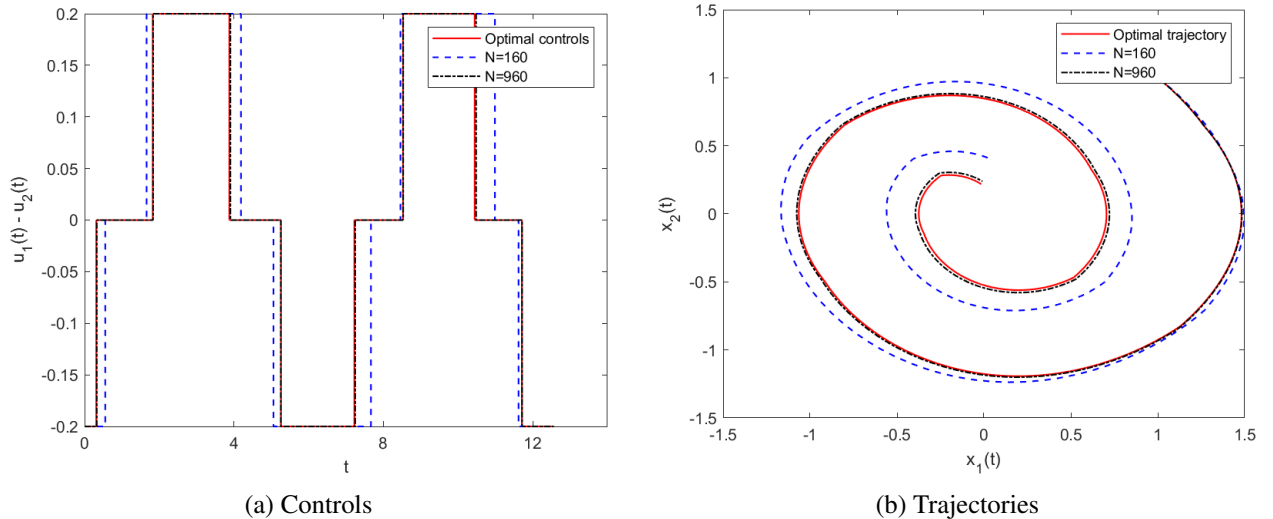 0.2
0.15
0.1
0.05
0
-0.05
-0.1
-0.15
-0.2
u1(t) - u2(t)
0 4 8 12
t
Optimal controls
N=160
N=960
(a) Controls
1.5
1
0.5
0
-0.5
-1
-1.5
x2(t)
-1.5 -1 -0.5 0 0.5 1 1.5
x1(t)
Optimal trajectory
N=160
N=960
(b) Trajectories